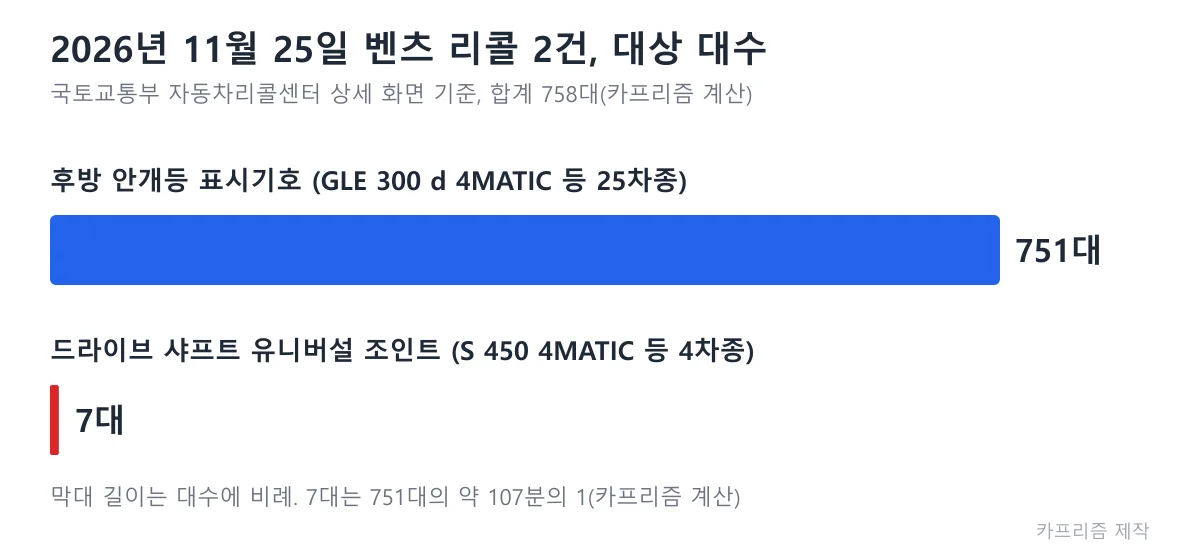 2026년 11월 25일 벤츠 리콜 2건, 대상 대수
국토교통부 자동차리콜센터 상세 화면 기준, 합계 758대(카프리즘 계산)
후방 안개등 표시기호 (GLE 300 d 4MATIC 등 25차종)
751대
드라이브 샤프트 유니버설 조인트 (S 450 4MATIC 등 4차종)
7대
막대 길이는 대수에 비례. 7대는 751대의 약 107분의 1(카프리즘 계산)
카프리즘 제작